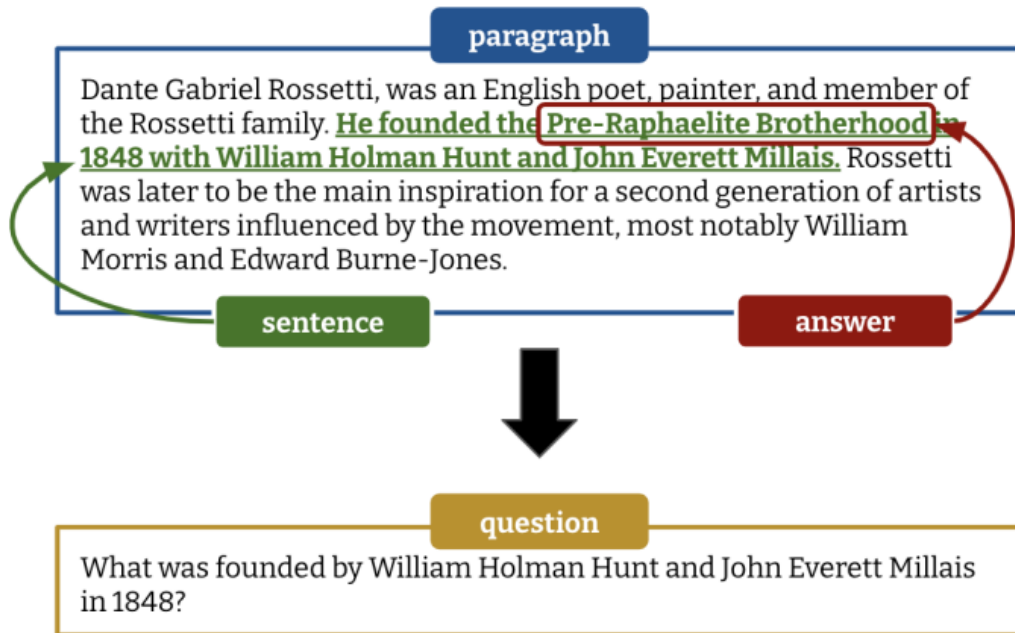 paragraph
Dante Gabriel Rossetti, was an English poet, painter, and member of
the Rossetti family. He founded the Pre-Raphaelite Brotherhood in
1848 with William Holman Hunt and John Everett Millais. Rossetti
was later to be the main inspiration for a second generation of artists
and writers influenced by the movement, most notably William
Morris and Edward Burne-Jones.
sentence
answer
question
What was founded by William Holman Hunt and John Everett Millais
in 1848?